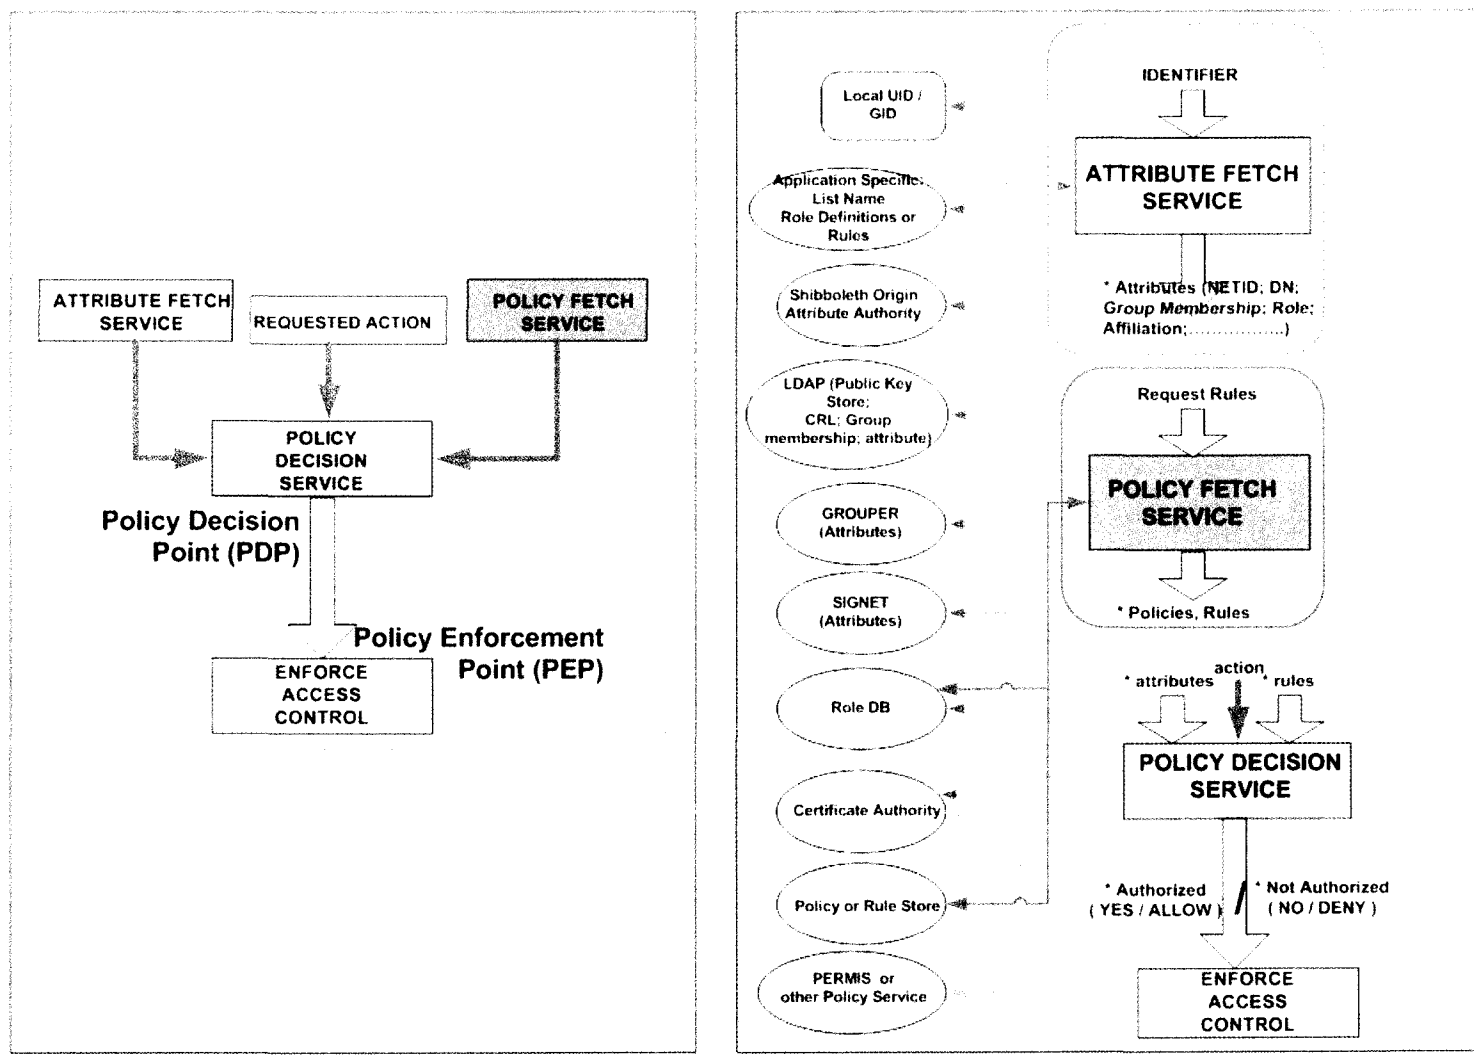 ATTRIBUTE FETCH
SERVICE
REQUESTED ACTION
POLICY FETCH
SERVICE
POLICY
DECISION
SERVICE
Policy Decision
Point (PDP)
Policy Enforcement
Point (PEP)
ENFORCE
ACCESS
CONTROL
Local UID /
GID
Application Specific:
List Name
Role Definitions or
Rules
Shibboleth Origin
Attribute Authority
LDAP (Public Key
Store;
CRL; Group
membership; attribute)
GROUPER
(Attributes)
SIGNET
(Attributes)
Role DB
Certificate Authority
Policy or Rule Store
PERMIS or
other Policy Service
IDENTIFIER
ATTRIBUTE FETCH
SERVICE
* Attributes (NETID; DN;
Group Membership; Role;
Affiliation;................)
Request Rules
POLICY FETCH
SERVICE
* Policies, Rules
* attributes
action
* rules
POLICY DECISION
SERVICE
* Authorized
( YES / ALLOW )
/
* Not Authorized
( NO / DENY )
ENFORCE
ACCESS
CONTROL